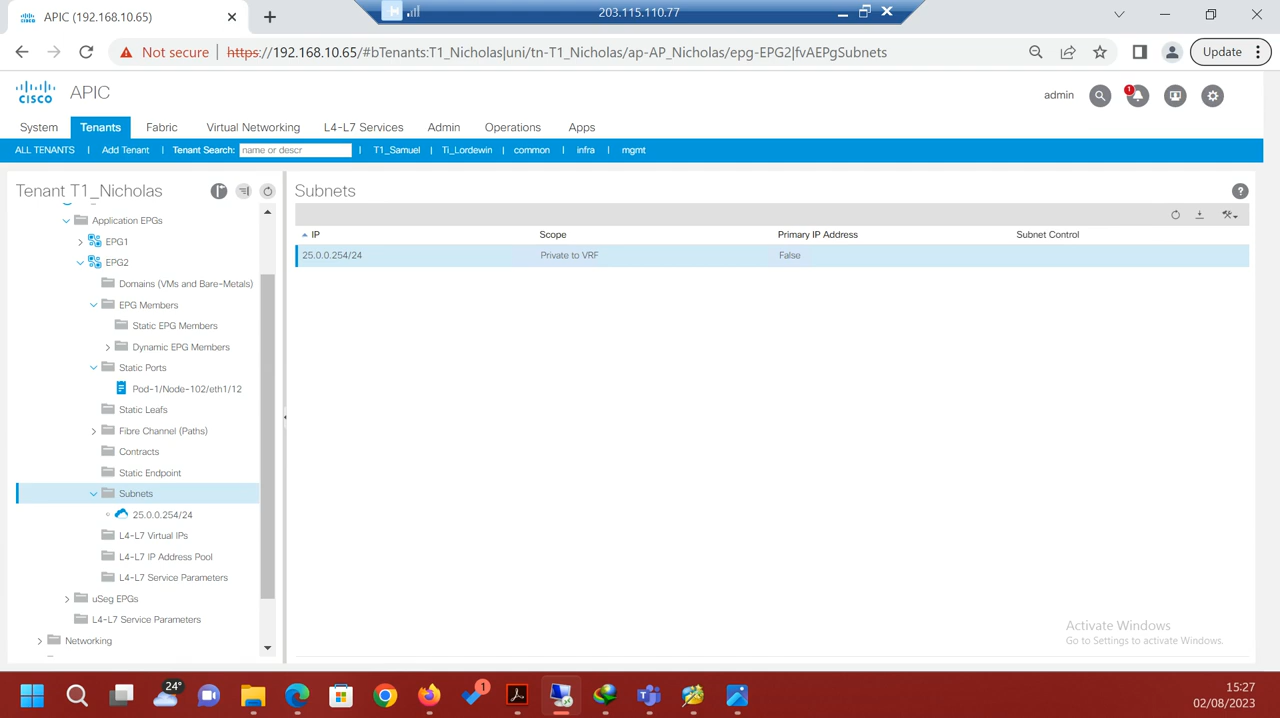 APIC (192.168.10.65)
203.115.110.77
Not secure
https://192.168.10.65/#bTenants:T1_Nicholas|uni/tn-T1_Nicholas/ap-AP_Nicholas/epg-EPG2|fvAEPgSubnets
Update
CISCO
APIC
admin
1
System
Tenants
Fabric
Virtual Networking
L4-L7 Services
Admin
Operations
Apps
ALL TENANTS | Add Tenant | Tenant Search: name or descr | T1_Samuel | Ti_Lordewin | common | infra | mgmt
Tenant T1_Nicholas
Application EPGs
EPG1
EPG2
Domains (VMs and Bare-Metals)
EPG Members
Static EPG Members
Dynamic EPG Members
Static Ports
Pod-1/Node-102/eth1/12
Static Leafs
Fibre Channel (Paths)
Contracts
Static Endpoint
Subnets
25.0.0.254/24
L4-L7 Virtual IPs
L4-L7 IP Address Pool
L4-L7 Service Parameters
uSeg EPGs
L4-L7 Service Parameters
Networking
Subnets
IP Scope Primary IP Address Subnet Control
25.0.0.254/24 Private to VRF False
Activate Windows
Go to Settings to activate Windows.
24°
1
15:27
02/08/2023